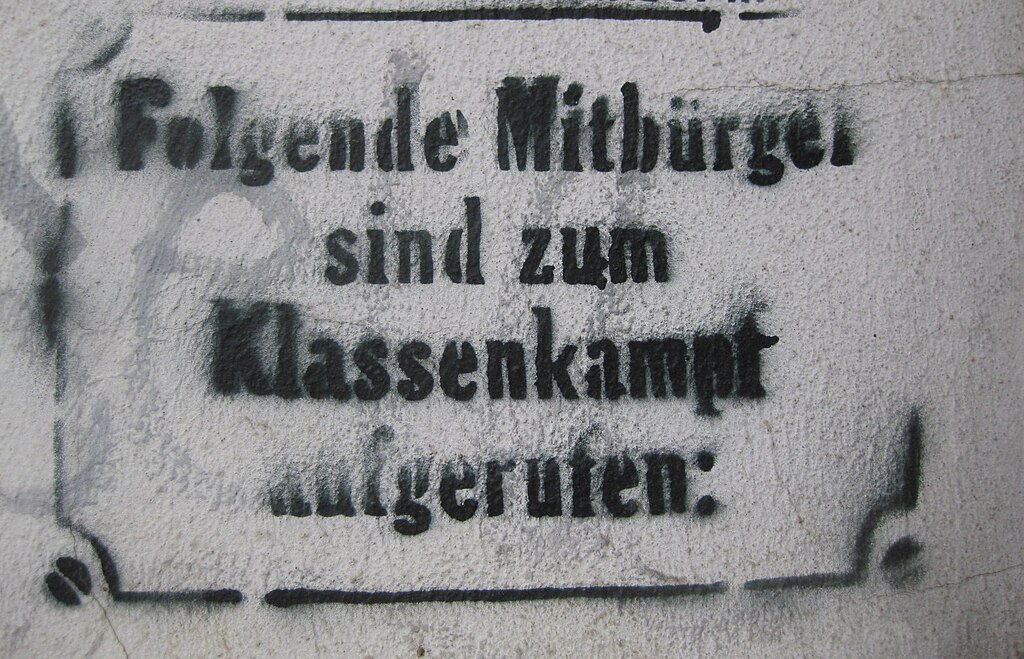 Folgende Mitbürger
sind zum
Klassenkampf
aufgerufen: